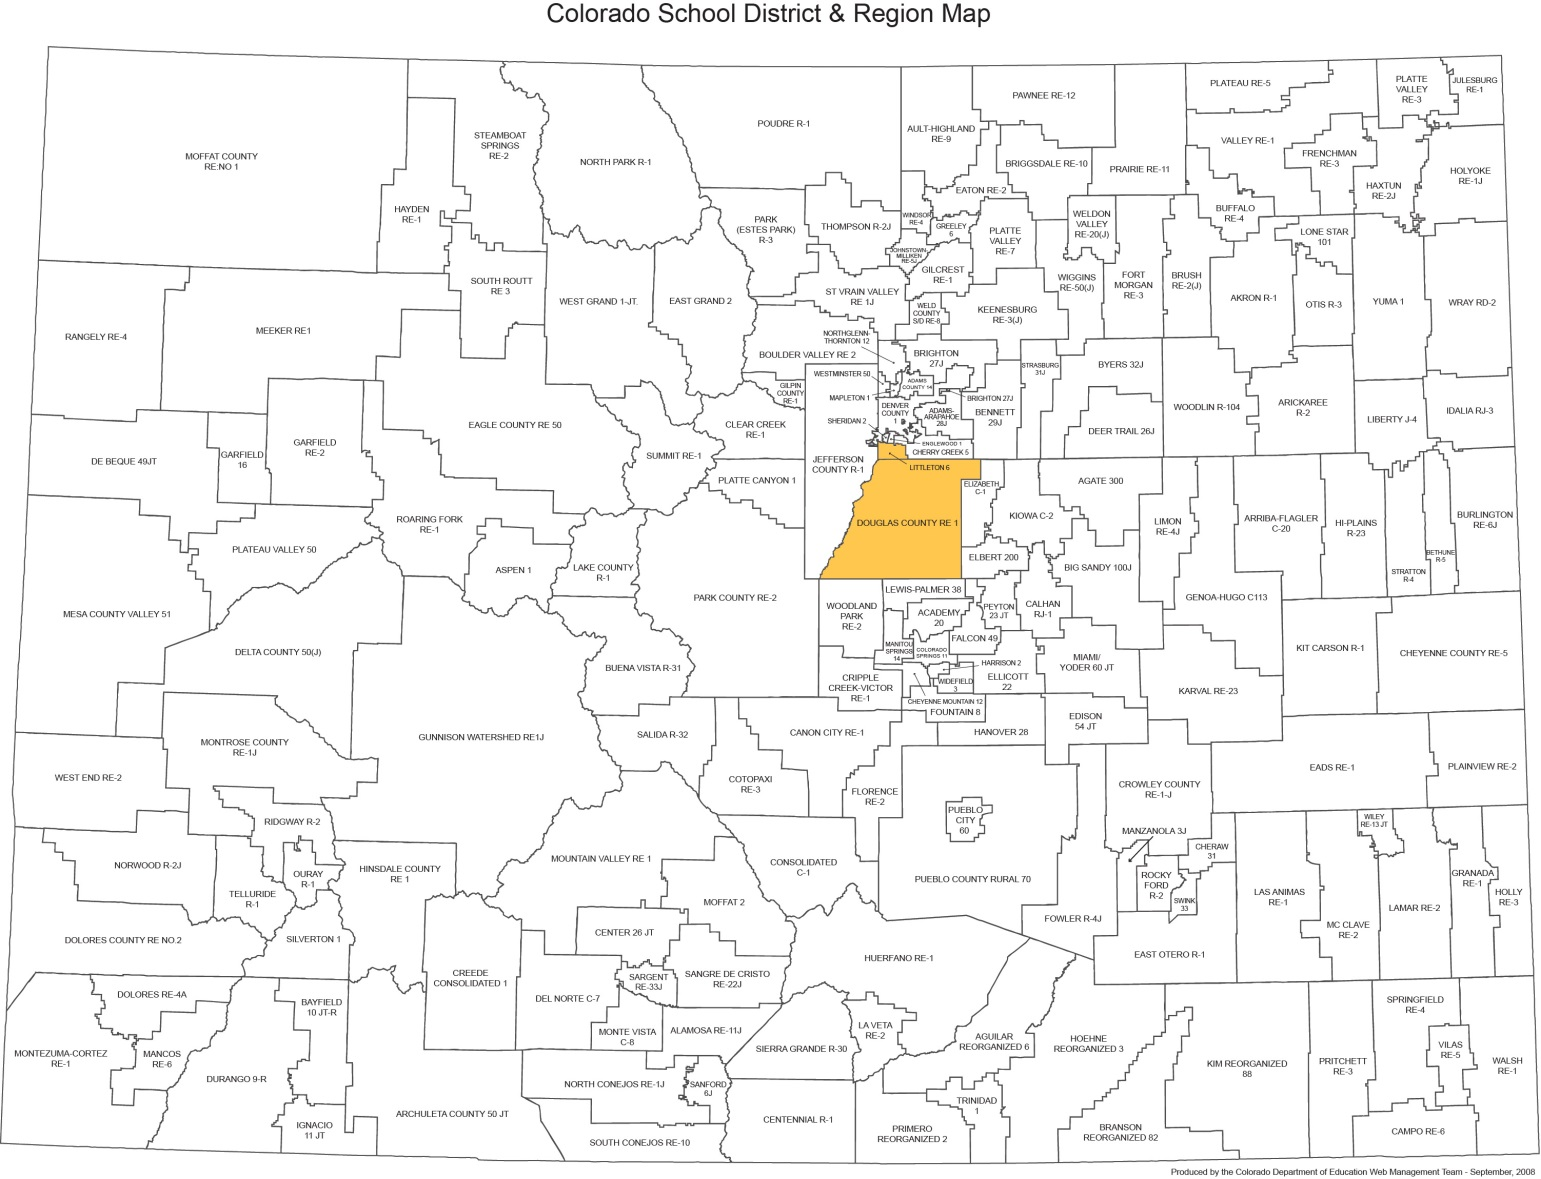 Colorado School District & Region Map
PLATEAU RE-5
PLATTE
VALLEY
RE-3
JULESBURG
RE-1
PAWNEE RE-12
POUDRE R-1
AULT-HIGHLAND
RE-9
STEAMBOAT
SPRINGS
RE-2
MOFFAT COUNTY
RE:NO 1
NORTH PARK R-1
BRIGGSDALE RE-10
PRAIRIE RE-11
VALLEY RE-1
FRENCHMAN
RE-3
HAXTUN
RE-2J
HOLYOKE
RE-1J
HAYDEN
RE-1
EATON RE-2
PARK
(ESTES PARK)
R-3
THOMPSON R-2J
WINDSOR
RE-4
GREELEY
6
PLATTE
VALLEY
RE-7
WELDON
VALLEY
RE-20(J)
BUFFALO
RE-4
LONE STAR
101
JOHNSTOWN-
MILLIKEN
RE-5J
GILCREST
RE-1
SOUTH ROUTT
RE 3
WEST GRAND 1-JT.
EAST GRAND 2
ST VRAIN VALLEY
RE 1J
WELD
COUNTY
S/D RE-8
KEENESBURG
RE-3(J)
WIGGINS
RE-50(J)
FORT
MORGAN
RE-3
BRUSH
RE-2(J)
AKRON R-1
OTIS R-3
YUMA 1
WRAY RD-2
RANGELY RE-4
MEEKER RE1
NORTHGLENN-
THORNTON 12
BOULDER VALLEY RE 2
BRIGHTON
27J
STRASBURG
31J
BYERS 32J
WESTMINSTER 50
ADAMS
COUNTY 14
GILPIN
COUNTY
RE-1
MAPLETON 1
BRIGHTON 27J
DENVER
COUNTY
1
ADAMS-
ARAPAHOE
28J
BENNETT
29J
SHERIDAN 2
ENGLEWOOD 1
CHERRY CREEK 5
DEER TRAIL 26J
WOODLIN R-104
ARICKAREE
R-2
LIBERTY J-4
IDALIA RJ-3
EAGLE COUNTY RE 50
CLEAR CREEK
RE-1
SUMMIT RE-1
JEFFERSON
COUNTY R-1
LITTLETON 6
PLATTE CANYON 1
DE BEQUE 49JT
GARFIELD
16
GARFIELD
RE-2
ROARING FORK
RE-1
PLATEAU VALLEY 50
ASPEN 1
LAKE COUNTY
R-1
DOUGLAS COUNTY RE 1
ELIZABETH
C-1
KIOWA C-2
AGATE 300
ELBERT 200
BIG SANDY 100J
LIMON
RE-4J
ARRIBA-FLAGLER
C-20
HI-PLAINS
R-23
STRATTON
R-4
BETHUNE
R-5
BURLINGTON
RE-6J
MESA COUNTY VALLEY 51
PARK COUNTY RE-2
LEWIS-PALMER 38
WOODLAND
PARK
RE-2
ACADEMY
20
PEYTON
23 JT
CALHAN
RJ-1
GENOA-HUGO C113
FALCON 49
MANITOU
SPRINGS
14
COLORADO
SPRINGS 11
HARRISON 2
WIDEFIELD
3
ELLICOTT
22
MIAMI/
YODER 60 JT
KIT CARSON R-1
CHEYENNE COUNTY RE-5
DELTA COUNTY 50(J)
BUENA VISTA R-31
CRIPPLE
CREEK-VICTOR
RE-1
CHEYENNE MOUNTAIN 12
FOUNTAIN 8
KARVAL RE-23
EDISON
54 JT
HANOVER 28
MONTROSE COUNTY
RE-1J
GUNNISON WATERSHED RE1J
SALIDA R-32
CANON CITY RE-1
COTOPAXI
RE-3
FLORENCE
RE-2
WEST END RE-2
CROWLEY COUNTY
RE-1-J
EADS RE-1
PLAINVIEW RE-2
PUEBLO
CITY
60
RIDGWAY R-2
WILEY
RE-13 JT
MANZANOLA 3J
CHERAW
31
NORWOOD R-2J
OURAY
R-1
TELLURIDE
R-1
HINSDALE COUNTY
RE 1
MOUNTAIN VALLEY RE 1
CONSOLIDATED
C-1
PUEBLO COUNTY RURAL 70
ROCKY
FORD
R-2
SWINK
33
LAS ANIMAS
RE-1
MC CLAVE
RE-2
LAMAR RE-2
GRANADA
RE-1
HOLLY
RE-3
MOFFAT 2
FOWLER R-4J
CENTER 26 JT
DOLORES COUNTY RE NO.2
SILVERTON 1
CREEDE
CONSOLIDATED 1
EAST OTERO R-1
HUERFANO RE-1
SARGENT
RE-33J
SANGRE DE CRISTO
RE-22J
DEL NORTE C-7
DOLORES RE-4A
BAYFIELD
10 JT-R
MONTE VISTA
C-8
ALAMOSA RE-11J
LA VETA
RE-2
SIERRA GRANDE R-30
AGUILAR
REORGANIZED 6
HOEHNE
REORGANIZED 3
SPRINGFIELD
RE-4
VILAS
RE-5
WALSH
RE-1
MONTEZUMA-CORTEZ
RE-1
MANCOS
RE-6
DURANGO 9-R
NORTH CONEJOS RE-1J
SANFORD
6J
KIM REORGANIZED
88
PRITCHETT
RE-3
TRINIDAD
1
ARCHULETA COUNTY 50 JT
IGNACIO
11 JT
CENTENNIAL R-1
PRIMERO
REORGANIZED 2
BRANSON
REORGANIZED 82
CAMPO RE-6
SOUTH CONEJOS RE-10
Produced by the Colorado Department of Education Web Management Team - September, 2008